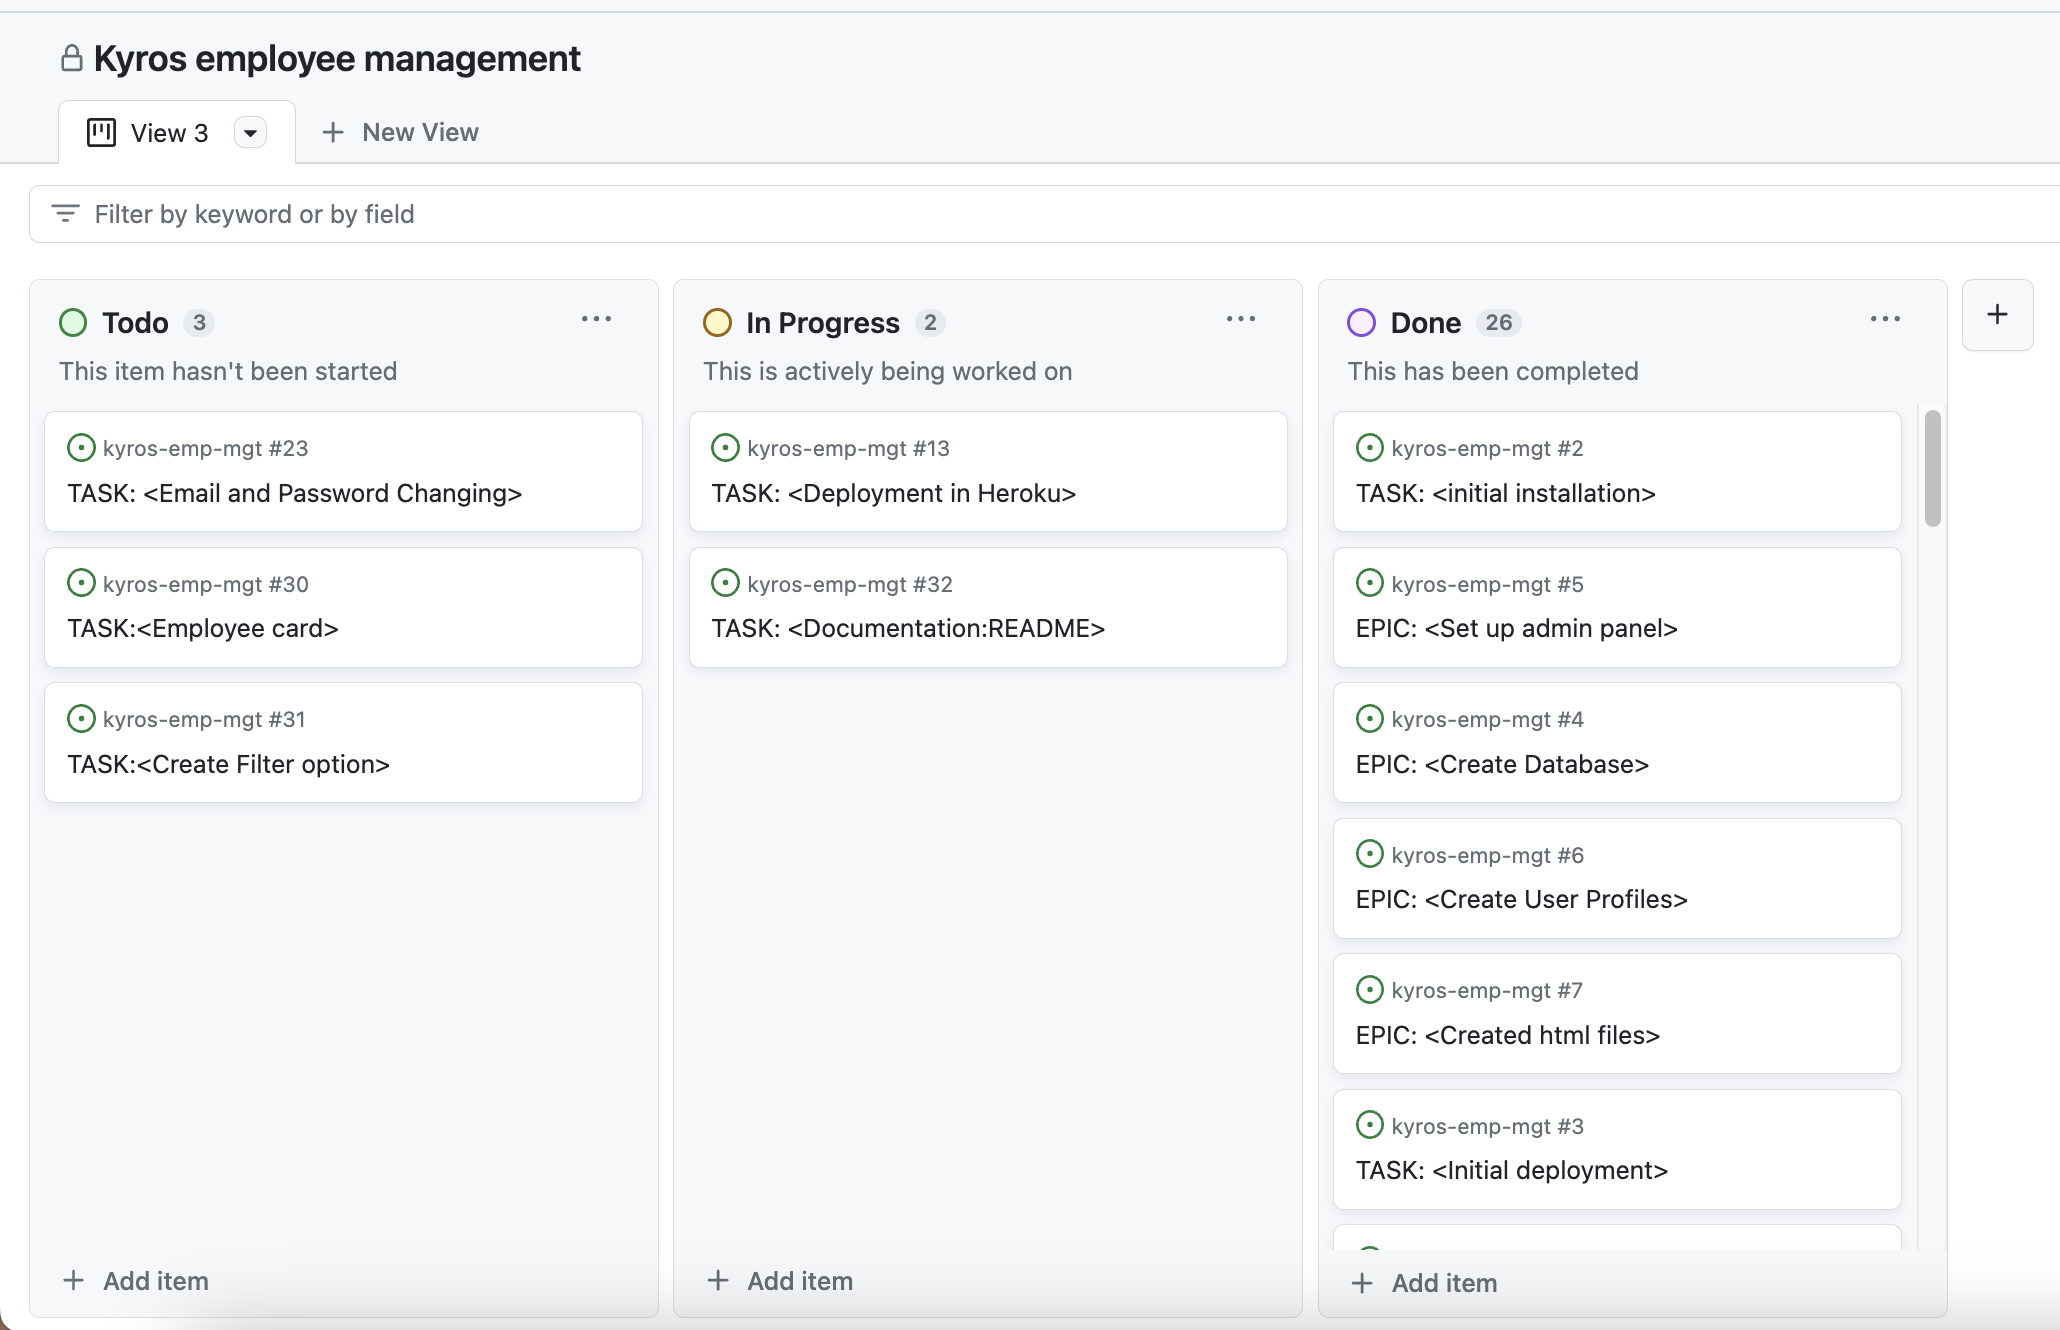 Kyros employee management
View 3
New View
Filter by keyword or by field
Todo 3
This item hasn't been started
kyros-emp-mgt #23
TASK: <Email and Password Changing>
kyros-emp-mgt #30
TASK:<Employee card>
kyros-emp-mgt #31
TASK:<Create Filter option>
Add item
In Progress 2
This is actively being worked on
kyros-emp-mgt #13
TASK: <Deployment in Heroku>
kyros-emp-mgt #32
TASK: <Documentation:README>
Add item
Done 26
This has been completed
kyros-emp-mgt #2
TASK: <initial installation>
kyros-emp-mgt #5
EPIC: <Set up admin panel>
kyros-emp-mgt #4
EPIC: <Create Database>
kyros-emp-mgt #6
EPIC: <Create User Profiles>
kyros-emp-mgt #7
EPIC: <Created html files>
kyros-emp-mgt #3
TASK: <Initial deployment>
Add item